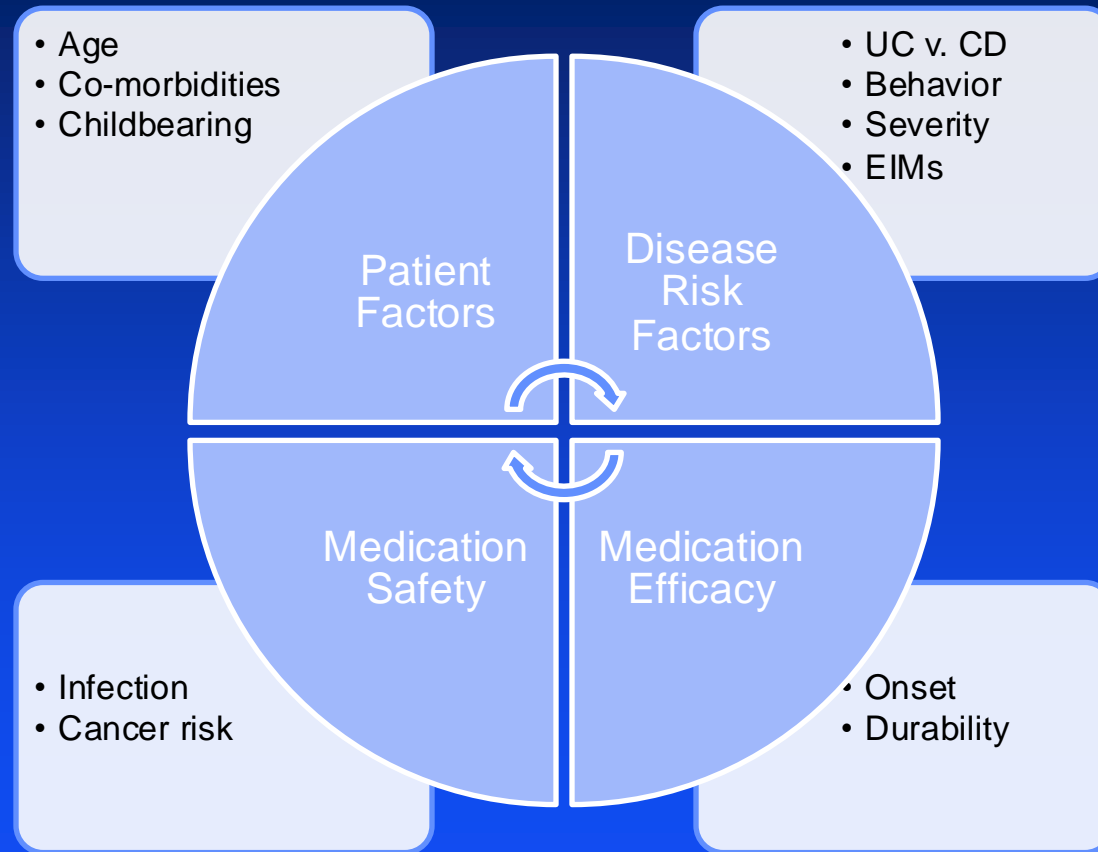 • Age
• Co-morbidities
• Childbearing
• UC v. CD
• Behavior
• Severity
• EIMs
Patient
Factors
Disease
Risk
Factors
Medication
Safety
Medication
Efficacy
• Infection
• Cancer risk
• Onset
• Durability